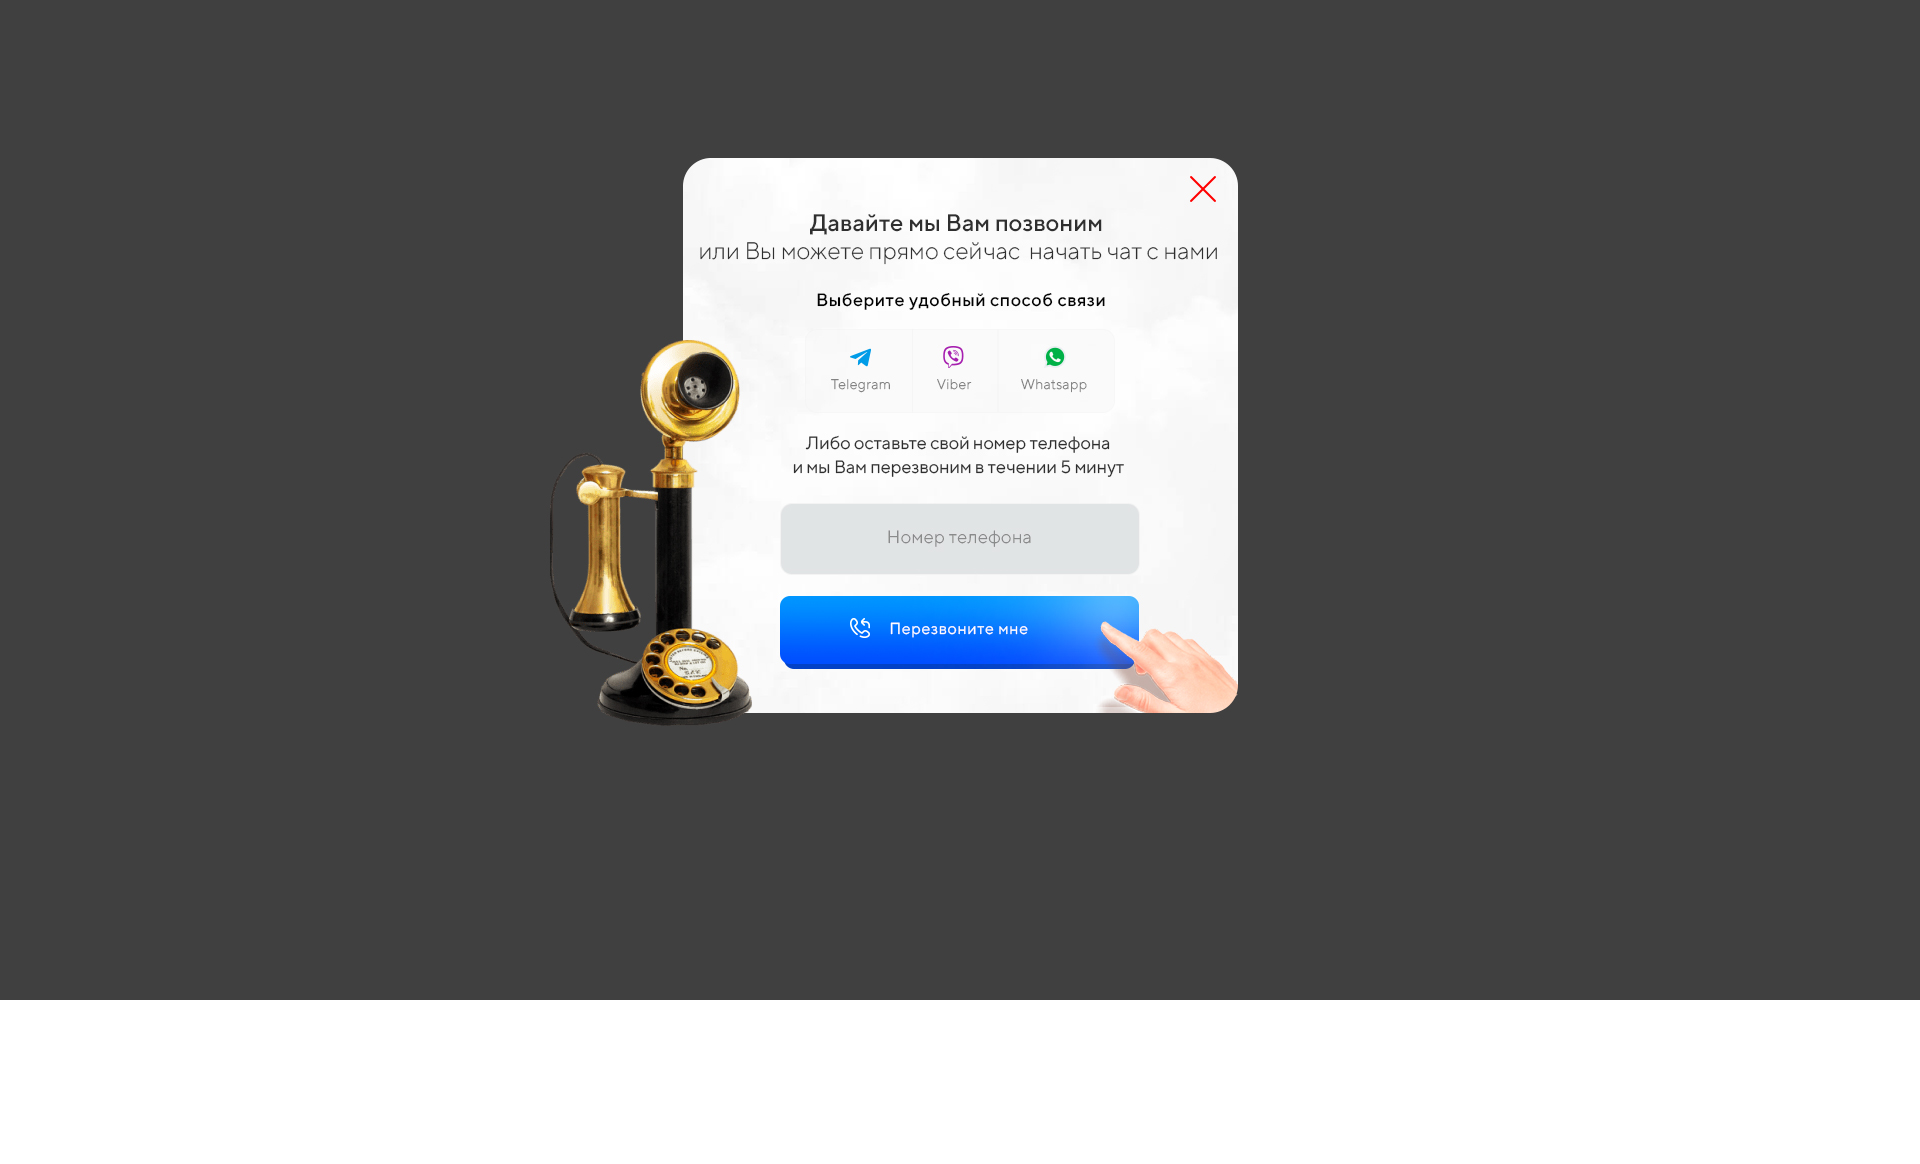 Давайте мы Вам позвоним
или Вы можете прямо сейчас начать чат с нами
Выберите удобный способ связи
Telegram
Viber
Whatsapp
Либо оставьте свой номер телефона
и мы Вам перезвоним в течении 5 минут
Номер телефона
Перезвоните мне